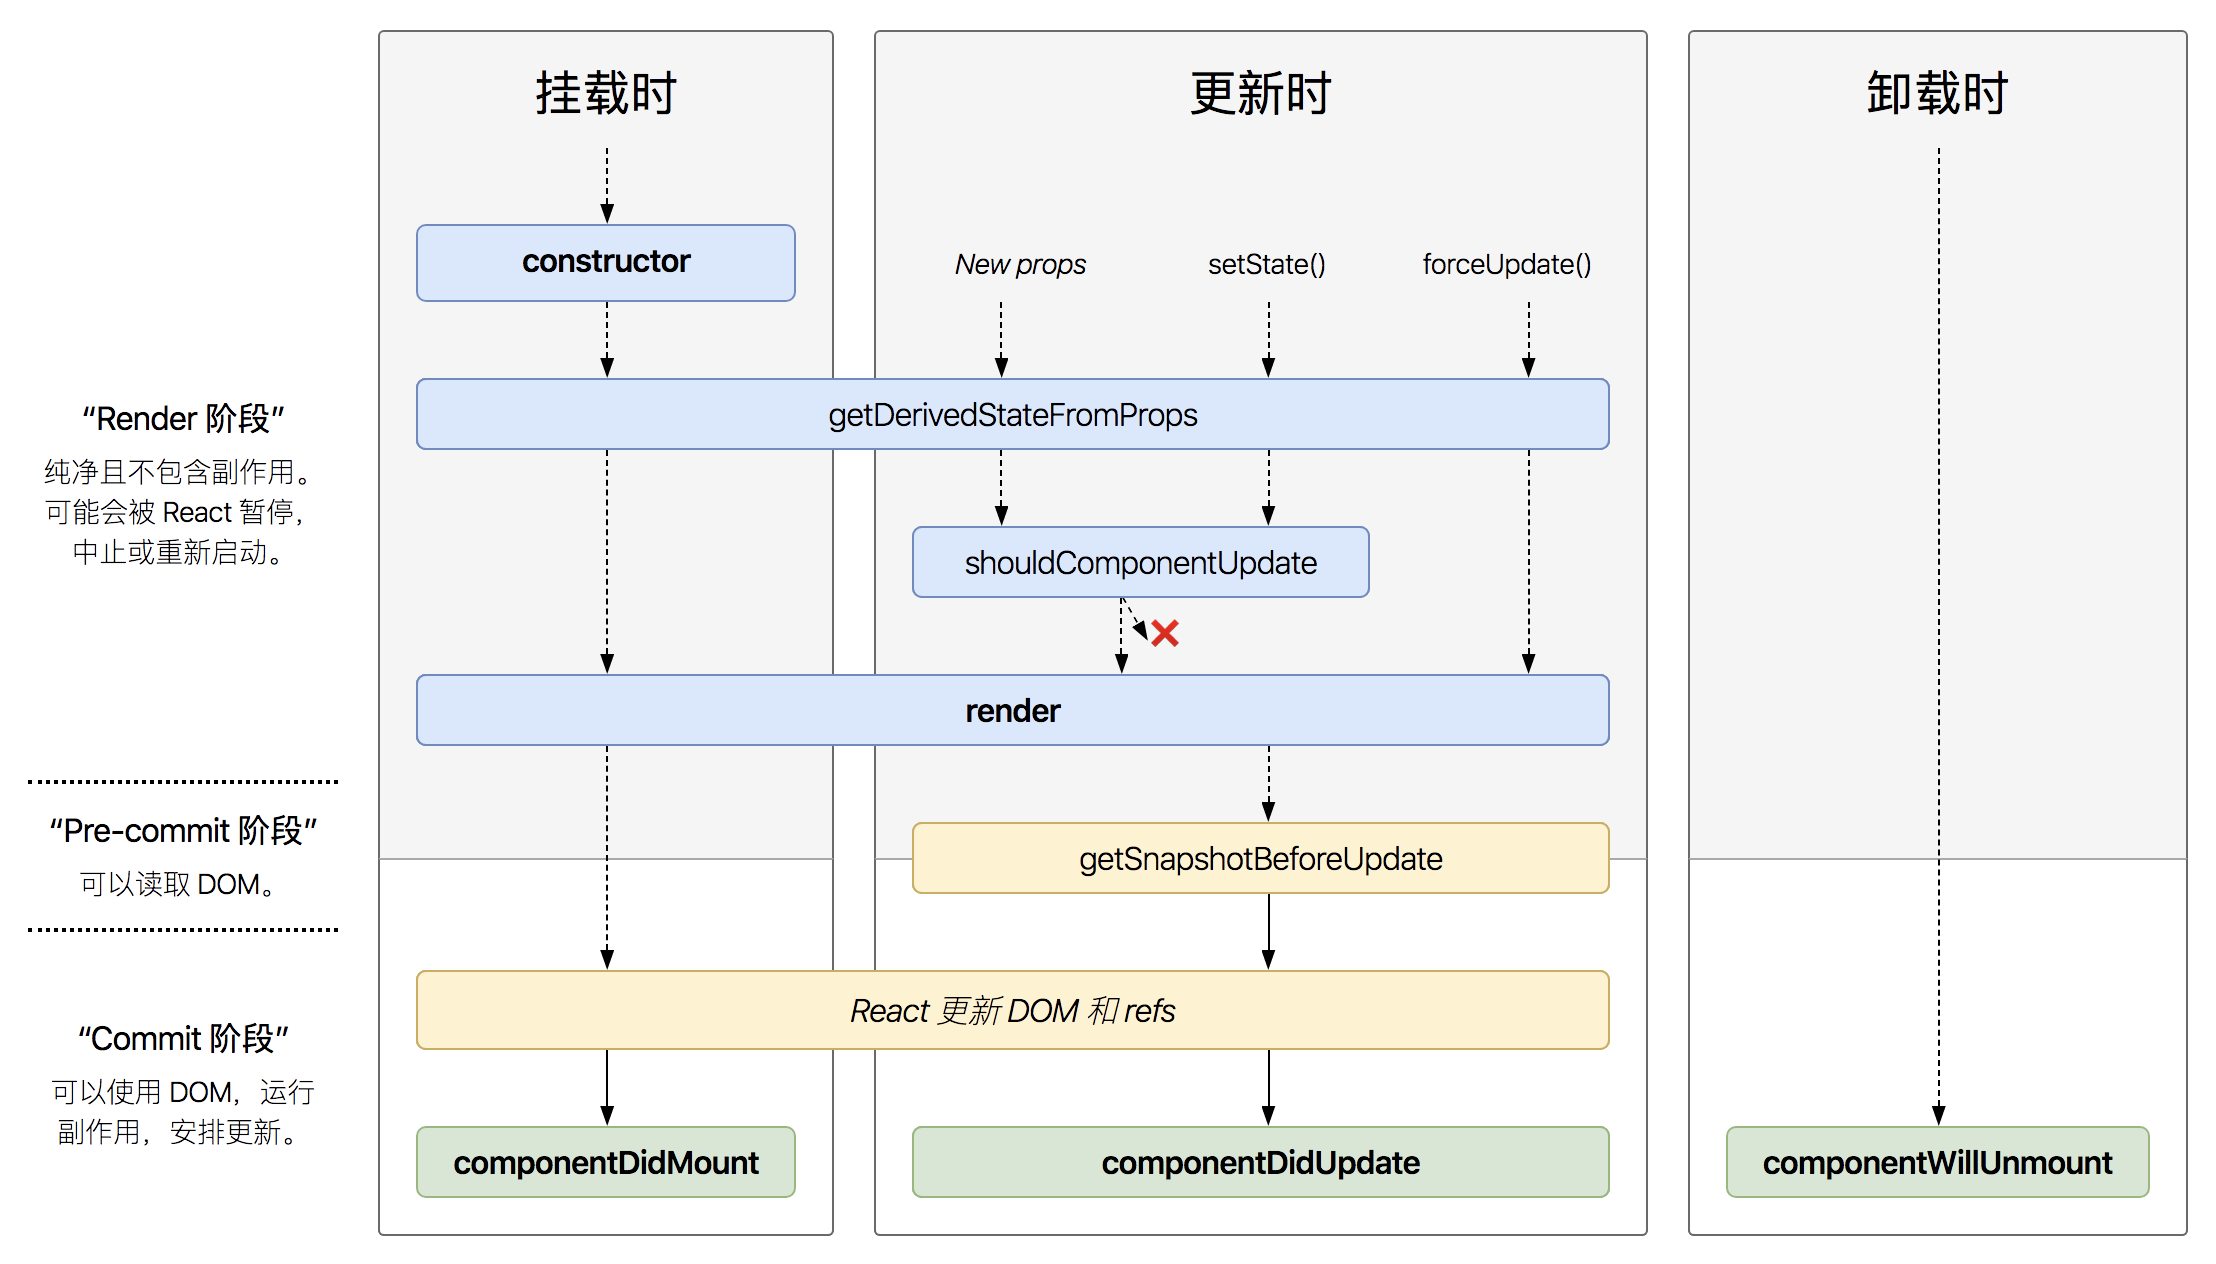 挂载时
更新时
卸载时
constructor
New props
setState()
forceUpdate()
getDerivedStateFromProps
shouldComponentUpdate
render
getSnapshotBeforeUpdate
React 更新 DOM 和 refs
componentDidMount
componentDidUpdate
componentWillUnmount
“Render 阶段”
纯净且不包含副作用。
可能会被 React 暂停，
中止或重新启动。
“Pre-commit 阶段”
可以读取 DOM。
“Commit 阶段”
可以使用 DOM，运行
副作用，安排更新。